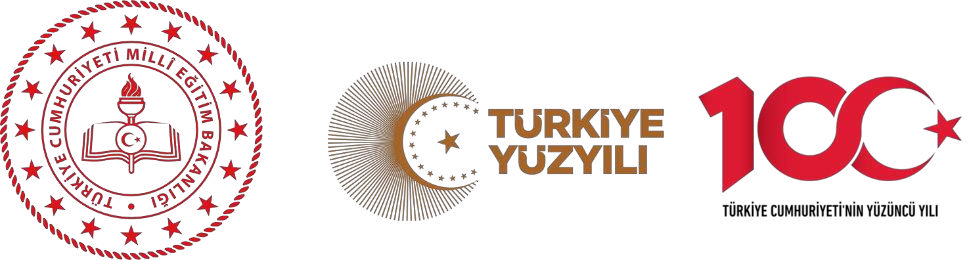 TÜRKİYE CUMHURİYETİ MİLLÎ EĞİTİM BAKANLIĞI
TÜRKİYE
YÜZYILI
100
TÜRKİYE CUMHURİYETİ'NİN YÜZÜNCÜ YILI